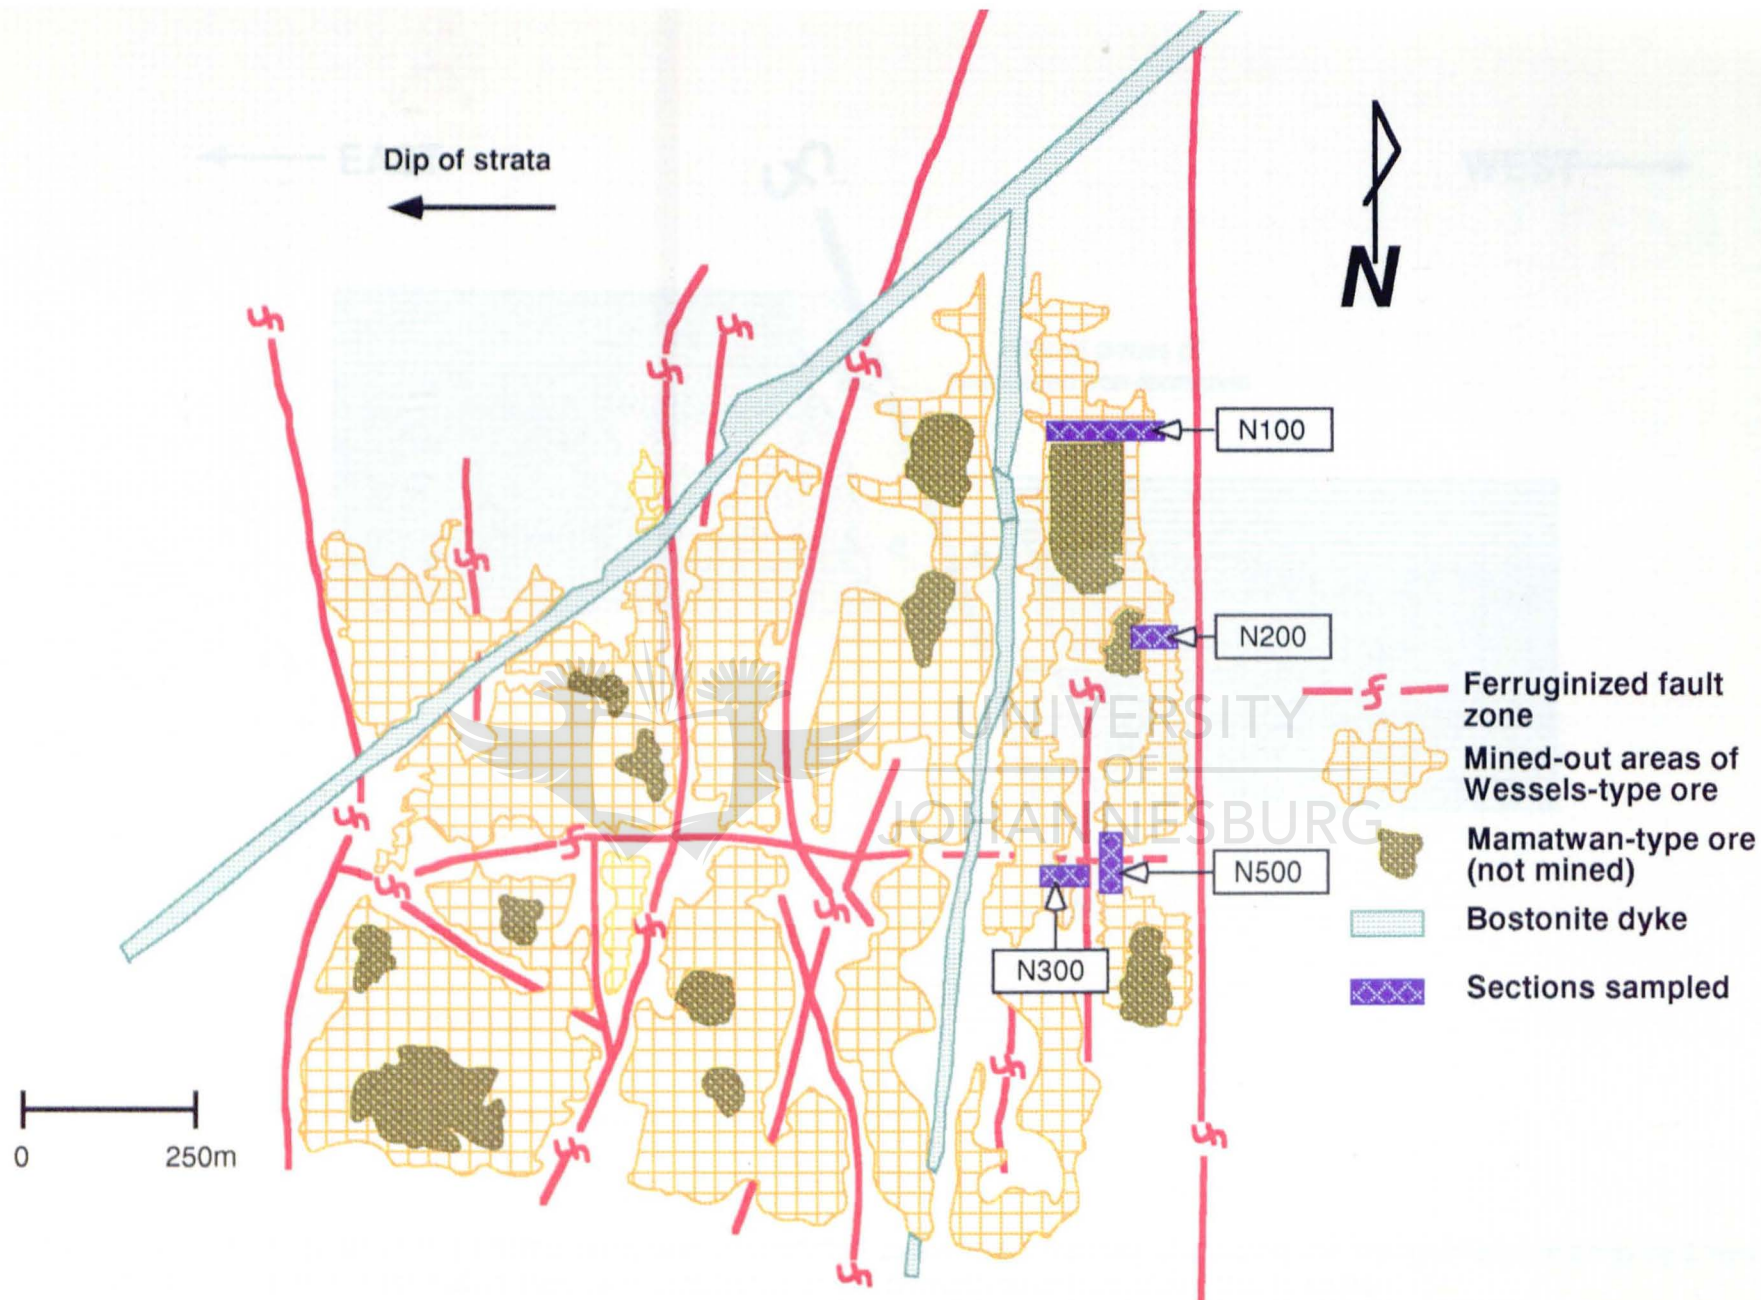 Dip of strata
N
N100
N200
N500
N300
Ferruginized fault
zone
Mined-out areas of
Wessels-type ore
Mamatwan-type ore
(not mined)
Bostonite dyke
Sections sampled
0 250m
UNIVERSITY
OF
JOHANNESBURG